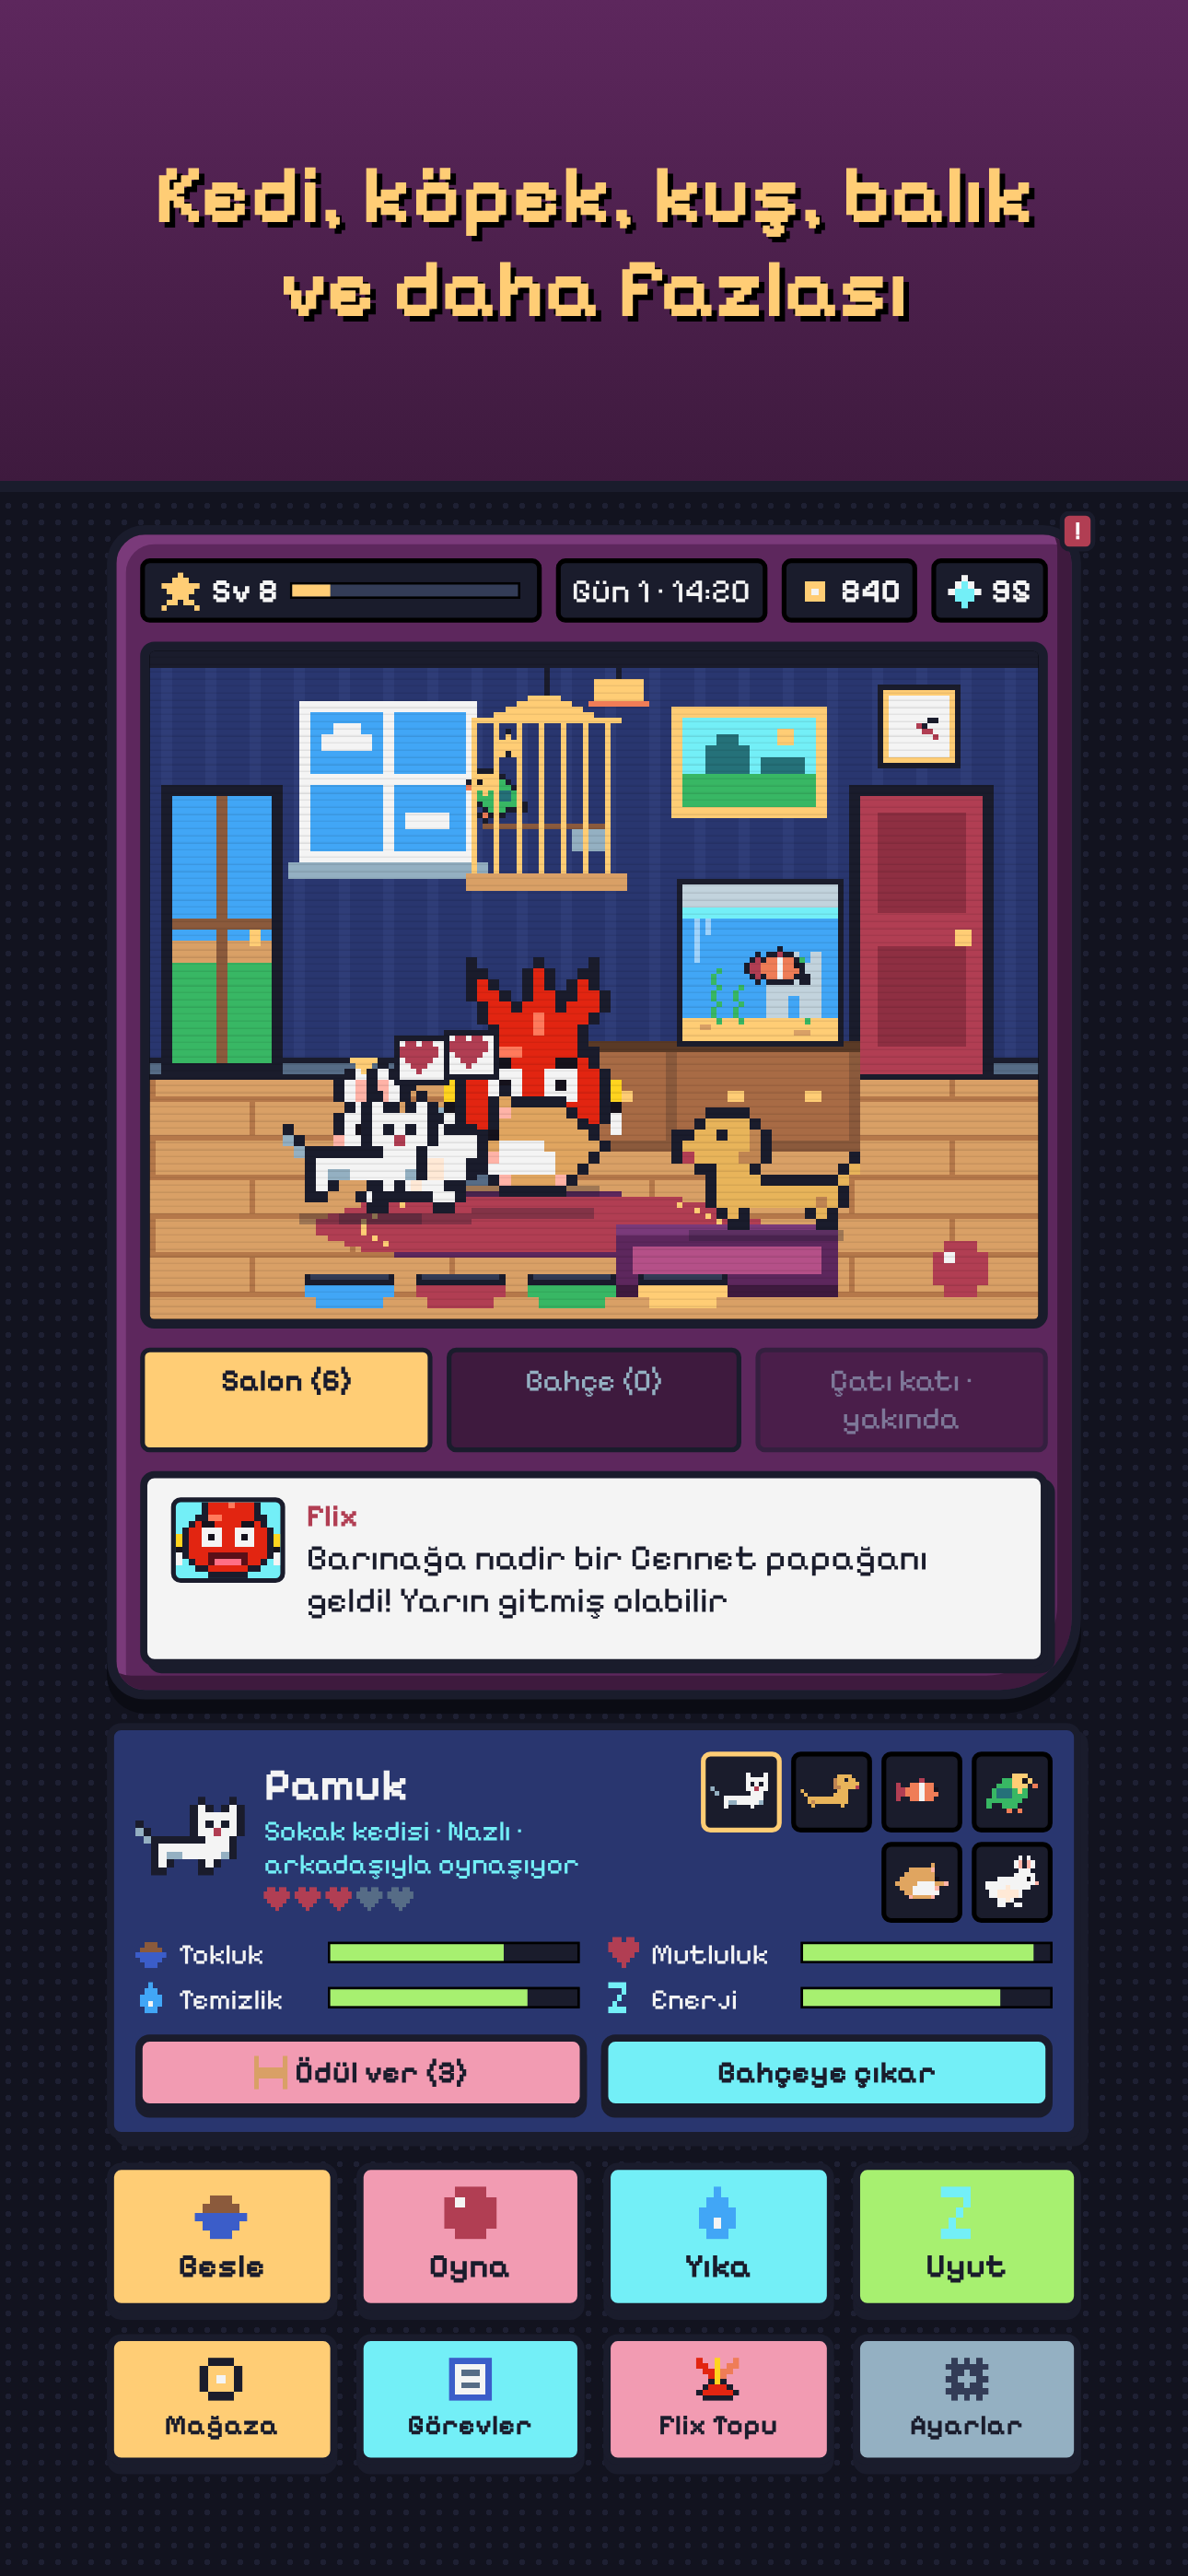 Kedi, köpek, kuş, balık
ve daha fazlası
!
Sv 8
Gün 1 · 14:20
840
98
Salon (6)
Bahçe (0)
Çatı katı ·
yakında
Flix
Barınağa nadir bir Cennet papağanı
geldi! Yarın gitmiş olabilir
Pamuk
Sokak kedisi · Nazlı ·
arkadaşıyla oynaşıyor
Tokluk
Mutluluk
Temizlik
Enerji
Ödül ver (3)
Bahçeye çıkar
Besle
Oyna
Yıka
Uyut
Mağaza
Görevler
Flix Topu
Ayarlar